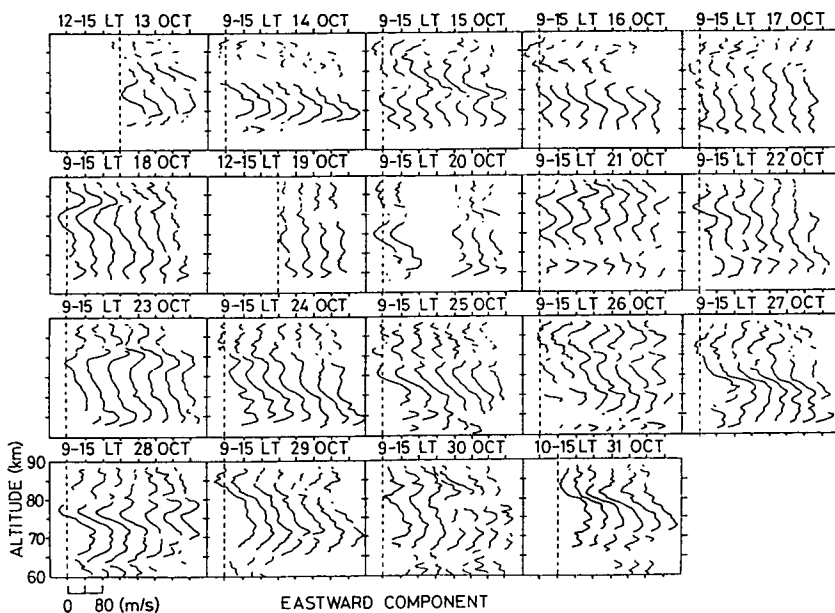 12-15 LT 13 OCT 9-15 LT 14 OCT 9-15 LT 15 OCT 9-15 LT 16 OCT 9-15 LT 17 OCT
9-15 LT 18 OCT 12-15 LT 19 OCT 9-15 LT 20 OCT 9-15 LT 21 OCT 9-15 LT 22 OCT
9-15 LT 23 OCT 9-15 LT 24 OCT 9-15 LT 25 OCT 9-15 LT 26 OCT 9-15 LT 27 OCT
9-15 LT 28 OCT 9-15 LT 29 OCT 9-15 LT 30 OCT 10-15 LT 31 OCT
90
80
70
60
ALTITUDE (km)
0 80 (m/s) EASTWARD COMPONENT